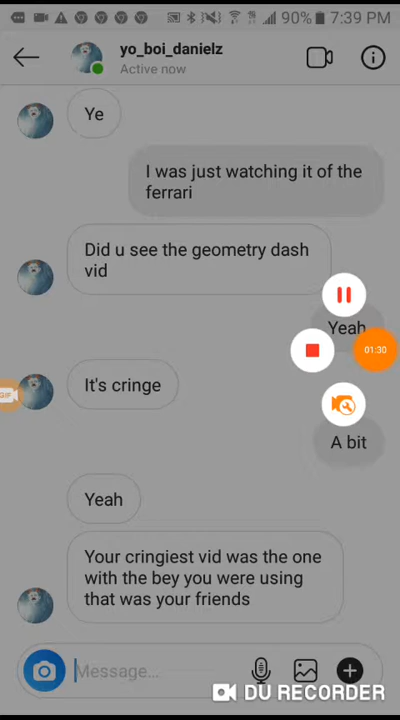 90% 7:39 PM
yo_boi_danielz
Active now
Ye
I was just watching it of the
ferrari
Did u see the geometry dash
vid
Yeah
01:30
GIF
It's cringe
A bit
Yeah
Your cringiest vid was the one
with the bey you were using
that was your friends
Message...
DU RECORDER